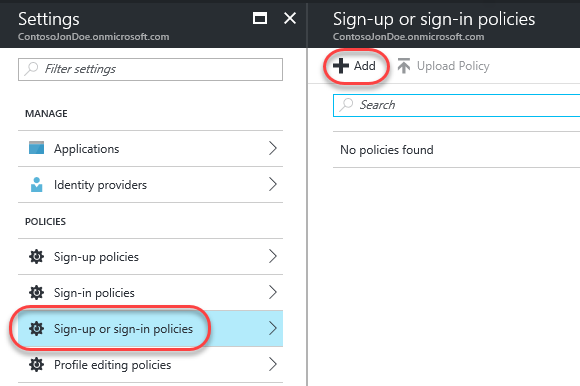 Settings
ContosoJonDoe.onmicrosoft.com
Filter settings
MANAGE
Applications
Identity providers
POLICIES
Sign-up policies
Sign-in policies
Sign-up or sign-in policies
Profile editing policies
Sign-up or sign-in policies
ContosoJonDoe.onmicrosoft.com
Add
Upload Policy
Search
No policies found